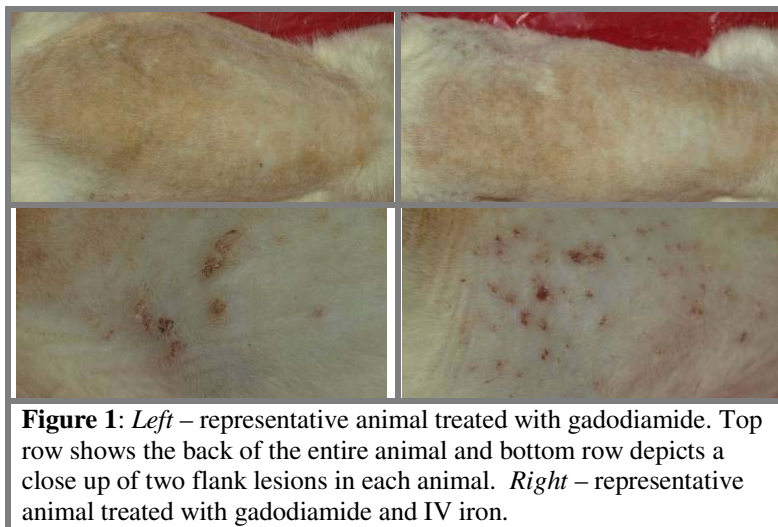 Figure 1: Left – representative animal treated with gadodiamide. Top
row shows the back of the entire animal and bottom row depicts a
close up of two flank lesions in each animal.  Right – representative
animal treated with gadodiamide and IV iron.